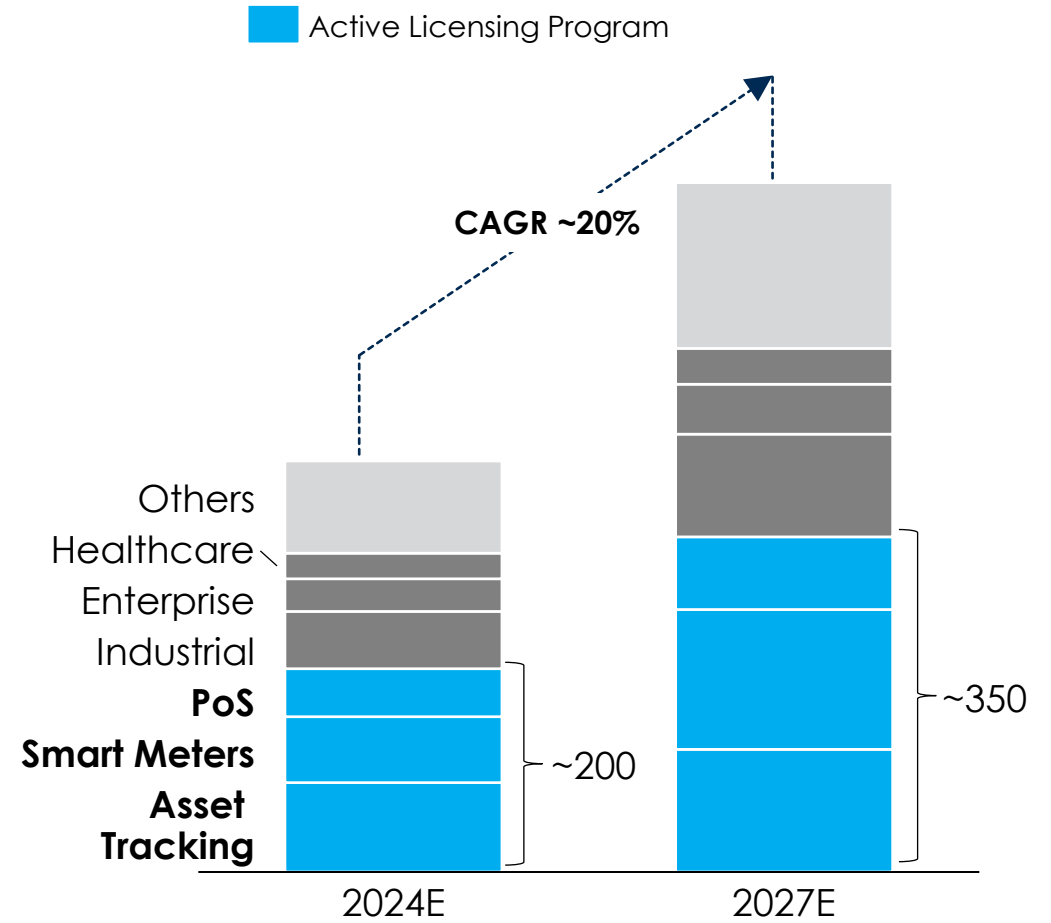 Active Licensing Program
CAGR ~20%
Others
Healthcare
Enterprise
Industrial
PoS
Smart Meters
Asset
Tracking
~200
~350
2024E
2027E